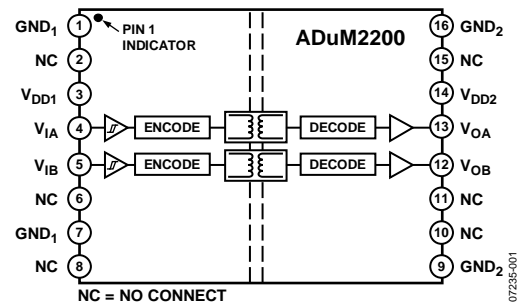 GND1 1 PIN 1 INDICATOR ADuM2200 16 GND2
NC 2 15 NC
VDD1 3 14 VDD2
VIA 4 ENCODE DECODE 13 VOA
VIB 5 ENCODE DECODE 12 VOB
NC 6 11 NC
GND1 7 10 NC
NC 8 9 GND2
NC = NO CONNECT
07235-001